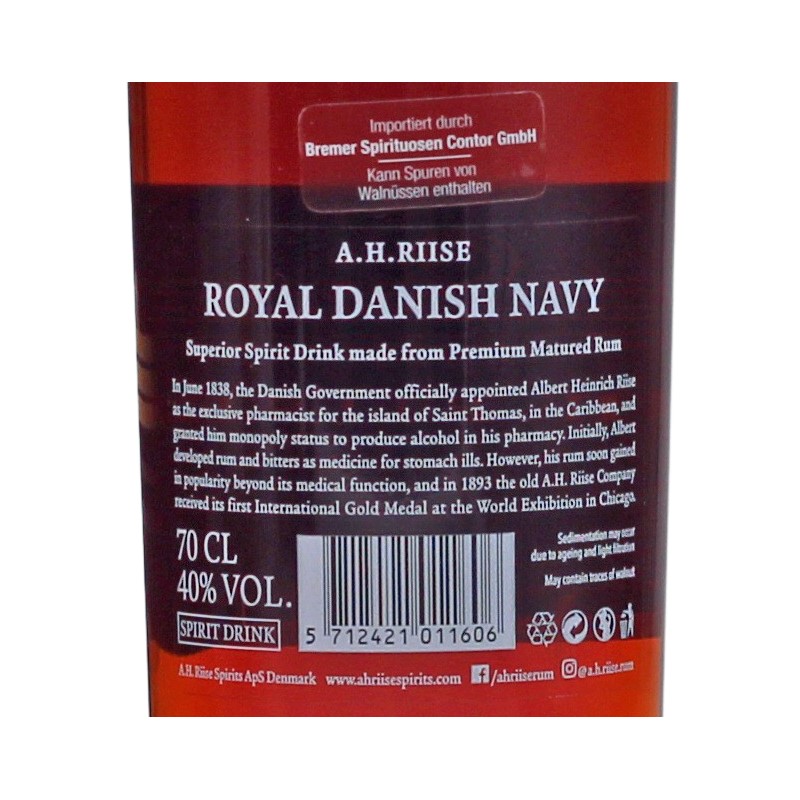 Importiert durch
Bremer Spirituosen Contor GmbH
Kann Spuren von
Walnüssen enthalten
A.H.RIISE
ROYAL DANISH NAVY
Superior Spirit Drink made from Premium Matured Rum
In June 1838, the Danish Government officially appointed Albert Heinrich Riise
as the exclusive pharmacist for the island of Saint Thomas, in the Caribbean, and
granted him monopoly status to produce alcohol in his pharmacy. Initially, Albert
developed rum and bitters as medicine for stomach ills. However, his rum soon gained
in popularity beyond its medical function, and in 1893 the old A.H. Riise Company
received its first International Gold Medal at the World Exhibition in Chicago.
70 CL
40% VOL.
SPIRIT DRINK
5 712421 011606
Sedimentation may occur
due to ageing and light filtration
May contain traces of walnut
A.H. Riise Spirits ApS Denmark www.ahriisespirits.com f/ahriiserum @a.h.riise.rum